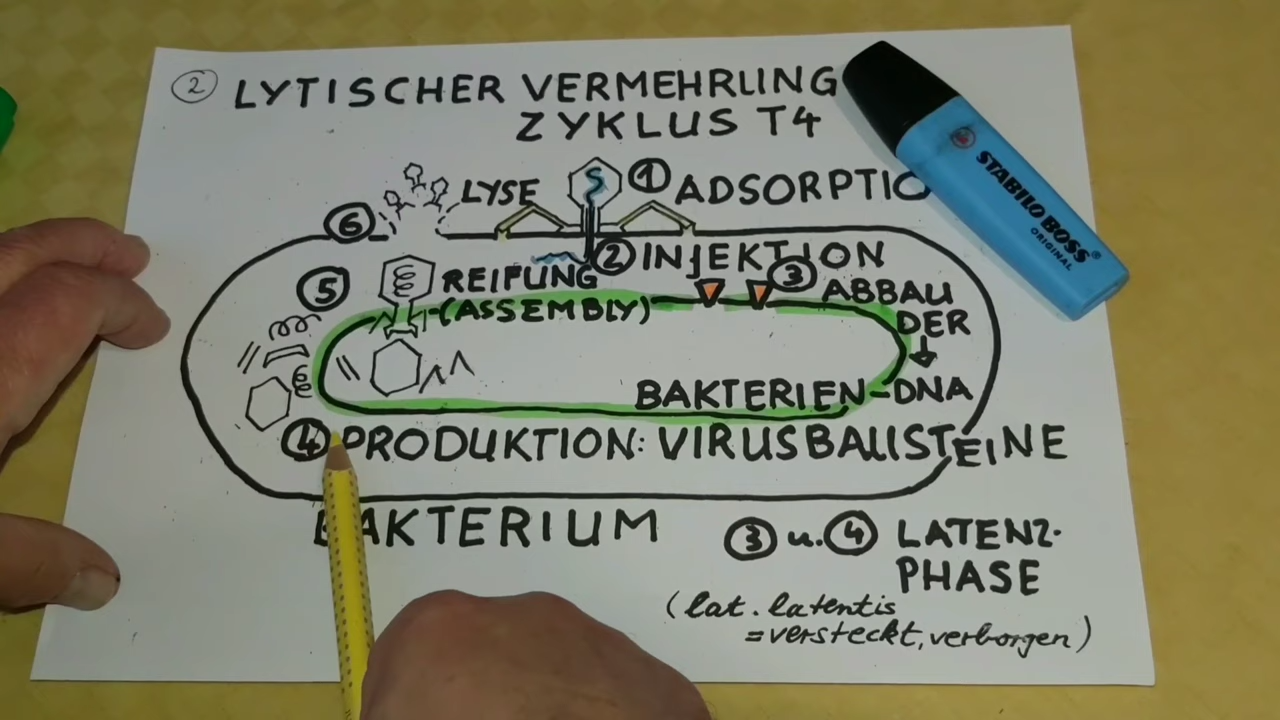 ② LYTISCHER VERMEHRUNG
ZYKLUS T4
⑥ LYSE
① ADSORPTIO
② INJEKTION
③ ABBAU
DER
BAKTERIEN-DNA
⑤ REIFUNG
(ASSEMBLY)
④ PRODUKTION: VIRUSBAUSTEINE
BAKTERIUM
③ u. ④ LATENZ-
PHASE
(lat. latentis
=versteckt, verborgen)
STABILO BOSS
ORIGINAL